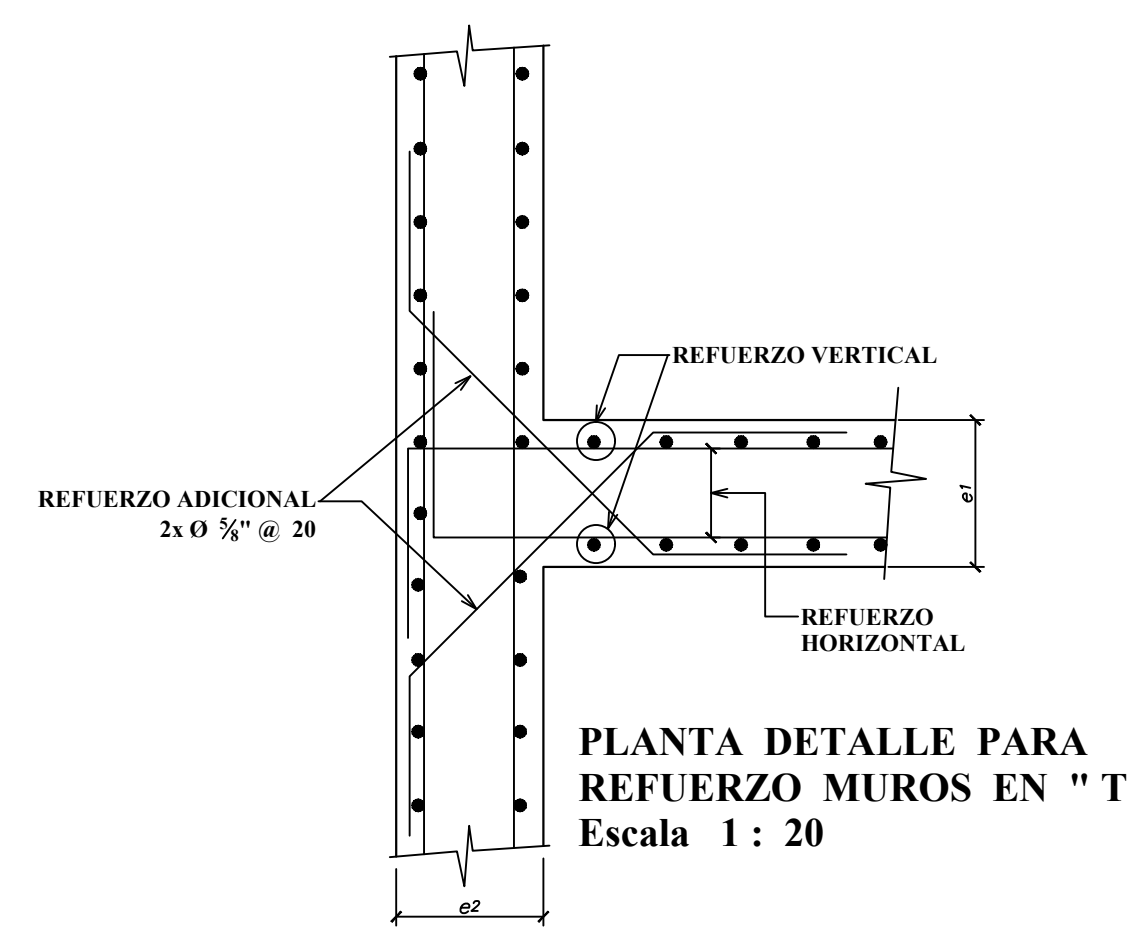 REFUERZO VERTICAL
REFUERZO ADICIONAL
2x Ø ⅝" @ 20
e1
REFUERZO
HORIZONTAL
PLANTA DETALLE PARA
REFUERZO MUROS EN " T
Escala 1 : 20
e2